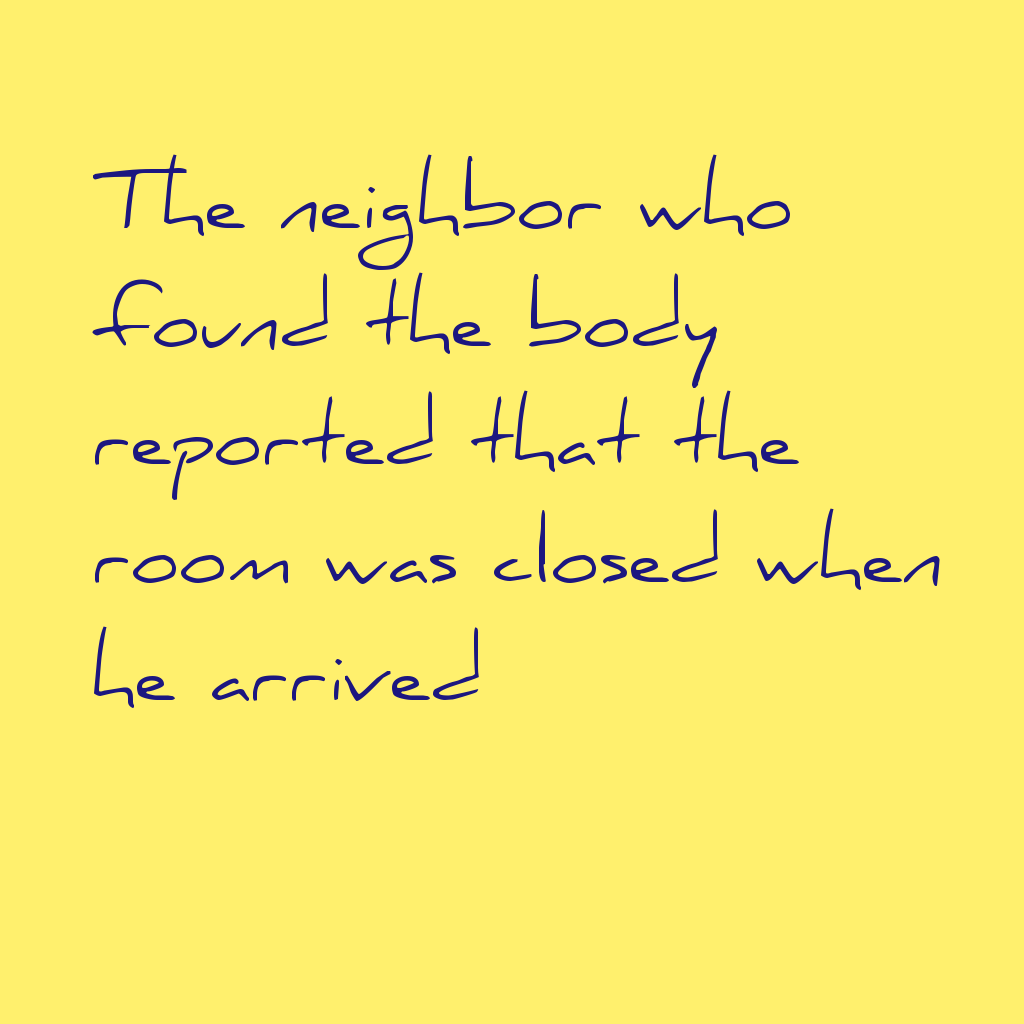 The neighbor who
found the body
reported that the
room was closed when
he arrived